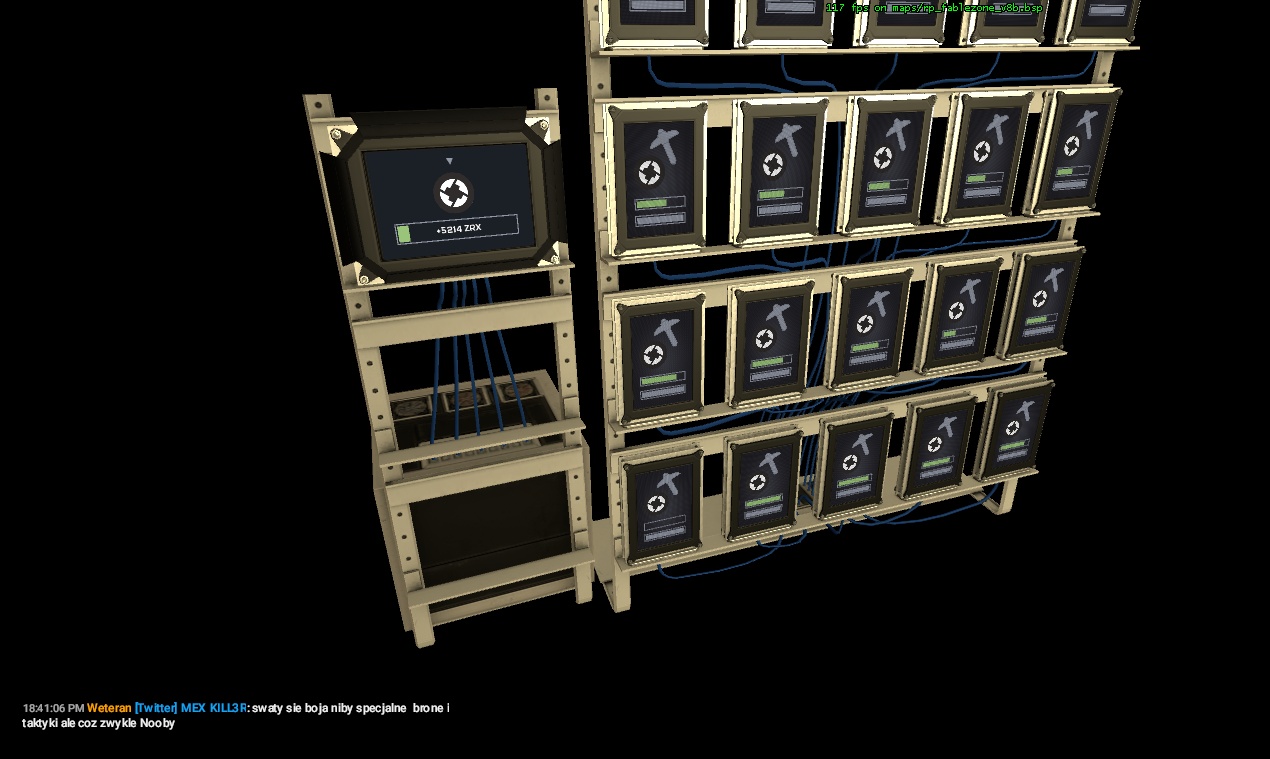 117 fps on maps/rp_fablezone_v8b.bsp
+5214 ZRX
18:41:06 PM Weteran [Twitter] MEX KILL3R: swaty sie boja niby specjalne brone i
taktyki ale coz zwykle Nooby